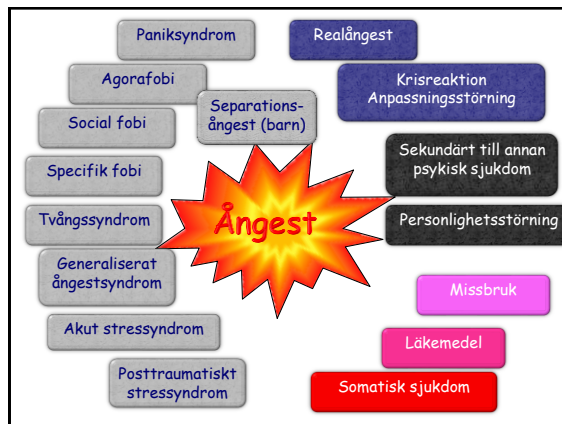 Paniksyndrom
Realångest
Agorafobi
Krisreaktion
Anpassningsstörning
Separations-
ångest (barn)
Social fobi
Sekundärt till annan
psykisk sjukdom
Specifik fobi
Tvångssyndrom
Ångest
Personlighetsstörning
Generaliserat
ångestsyndrom
Missbruk
Akut stressyndrom
Läkemedel
Posttraumatiskt
stressyndrom
Somatisk sjukdom